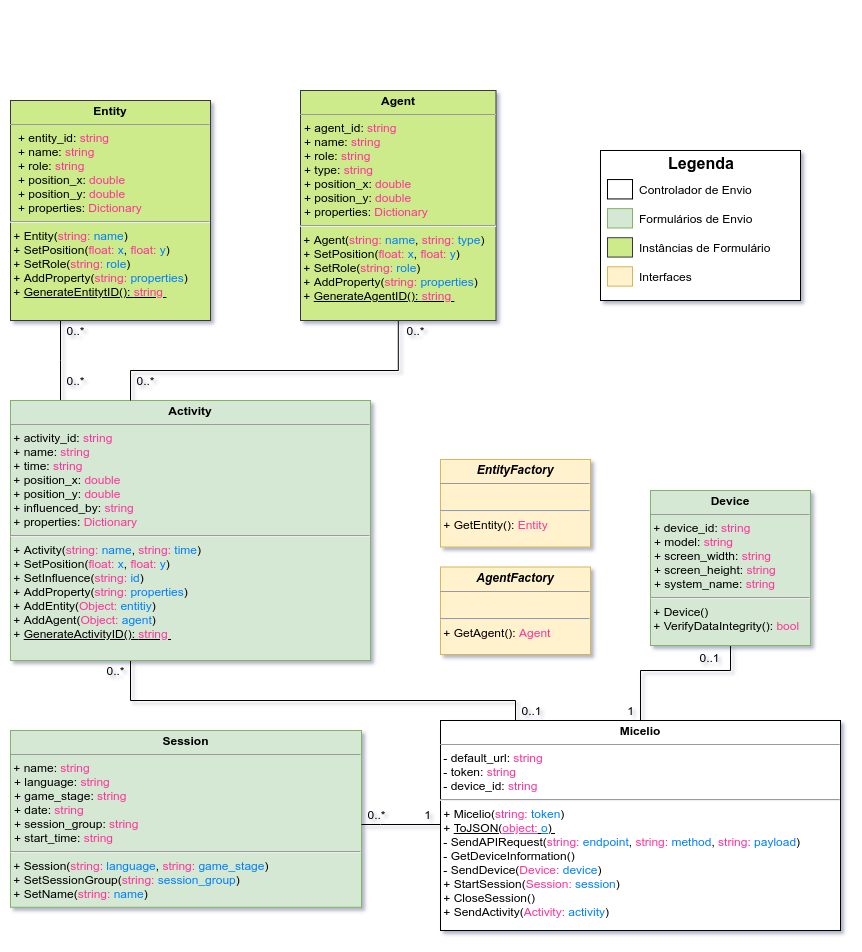 Entity
+ entity_id: string
+ name: string
+ role: string
+ position_x: double
+ position_y: double
+ properties: Dictionary
+ Entity(string: name)
+ SetPosition(float: x, float: y)
+ SetRole(string: role)
+ AddProperty(string: properties)
+ GenerateEntitytID(): string
0..*
0..*
Agent
+ agent_id: string
+ name: string
+ role: string
+ type: string
+ position_x: double
+ position_y: double
+ properties: Dictionary
+ Agent(string: name, string: type)
+ SetPosition(float: x, float: y)
+ SetRole(string: role)
+ AddProperty(string: properties)
+ GenerateAgentID(): string
0..*
0..*
Legenda
Controlador de Envio
Formulários de Envio
Instâncias de Formulário
Interfaces
Activity
+ activity_id: string
+ name: string
+ time: string
+ position_x: double
+ position_y: double
+ influenced_by: string
+ properties: Dictionary
+ Activity(string: name, string: time)
+ SetPosition(float: x, float: y)
+ SetInfluence(string: id)
+ AddProperty(string: properties)
+ AddEntity(Object: entitiy)
+ AddAgent(Object: agent)
+ GenerateActivityID(): string
0..*
0..1
EntityFactory
+ GetEntity(): Entity
AgentFactory
+ GetAgent(): Agent
Device
+ device_id: string
+ model: string
+ screen_width: string
+ screen_height: string
+ system_name: string
+ Device()
+ VerifyDataIntegrity(): bool
0..1
1
Session
+ name: string
+ language: string
+ game_stage: string
+ date: string
+ session_group: string
+ start_time: string
+ Session(string: language, string: game_stage)
+ SetSessionGroup(string: session_group)
+ SetName(string: name)
0..*
1
Micelio
- default_url: string
- token: string
- device_id: string
+ Micelio(string: token)
+ ToJSON(object: o)
- SendAPIRequest(string: endpoint, string: method, string: payload)
- GetDeviceInformation()
- SendDevice(Device: device)
+ StartSession(Session: session)
+ CloseSession()
+ SendActivity(Activity: activity)